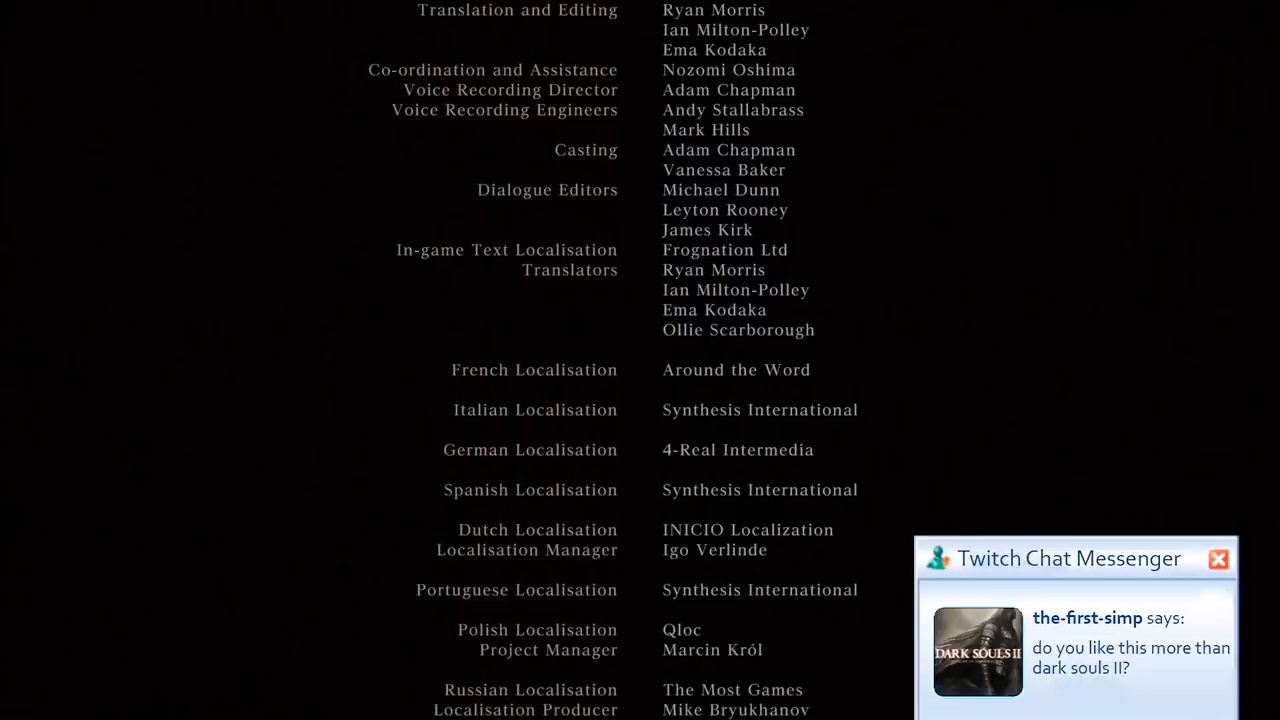 Translation and Editing Ryan Morris
Ian Milton-Polley
Ema Kodaka
Co-ordination and Assistance Nozomi Oshima
Voice Recording Director Adam Chapman
Voice Recording Engineers Andy Stallabrass
Mark Hills
Casting Adam Chapman
Vanessa Baker
Dialogue Editors Michael Dunn
Leyton Rooney
James Kirk
In-game Text Localisation Frognation Ltd
Translators Ryan Morris
Ian Milton-Polley
Ema Kodaka
Ollie Scarborough
French Localisation Around the Word
Italian Localisation Synthesis International
German Localisation 4-Real Intermedia
Spanish Localisation Synthesis International
Dutch Localisation INICIO Localization
Localisation Manager Igo Verlinde
Portuguese Localisation Synthesis International
Polish Localisation Qloc
Project Manager Marcin Król
Russian Localisation The Most Games
Localisation Producer Mike Bryukhanov
Twitch Chat Messenger
the-first-simp says:
do you like this more than
dark souls II?
DARK SOULS II